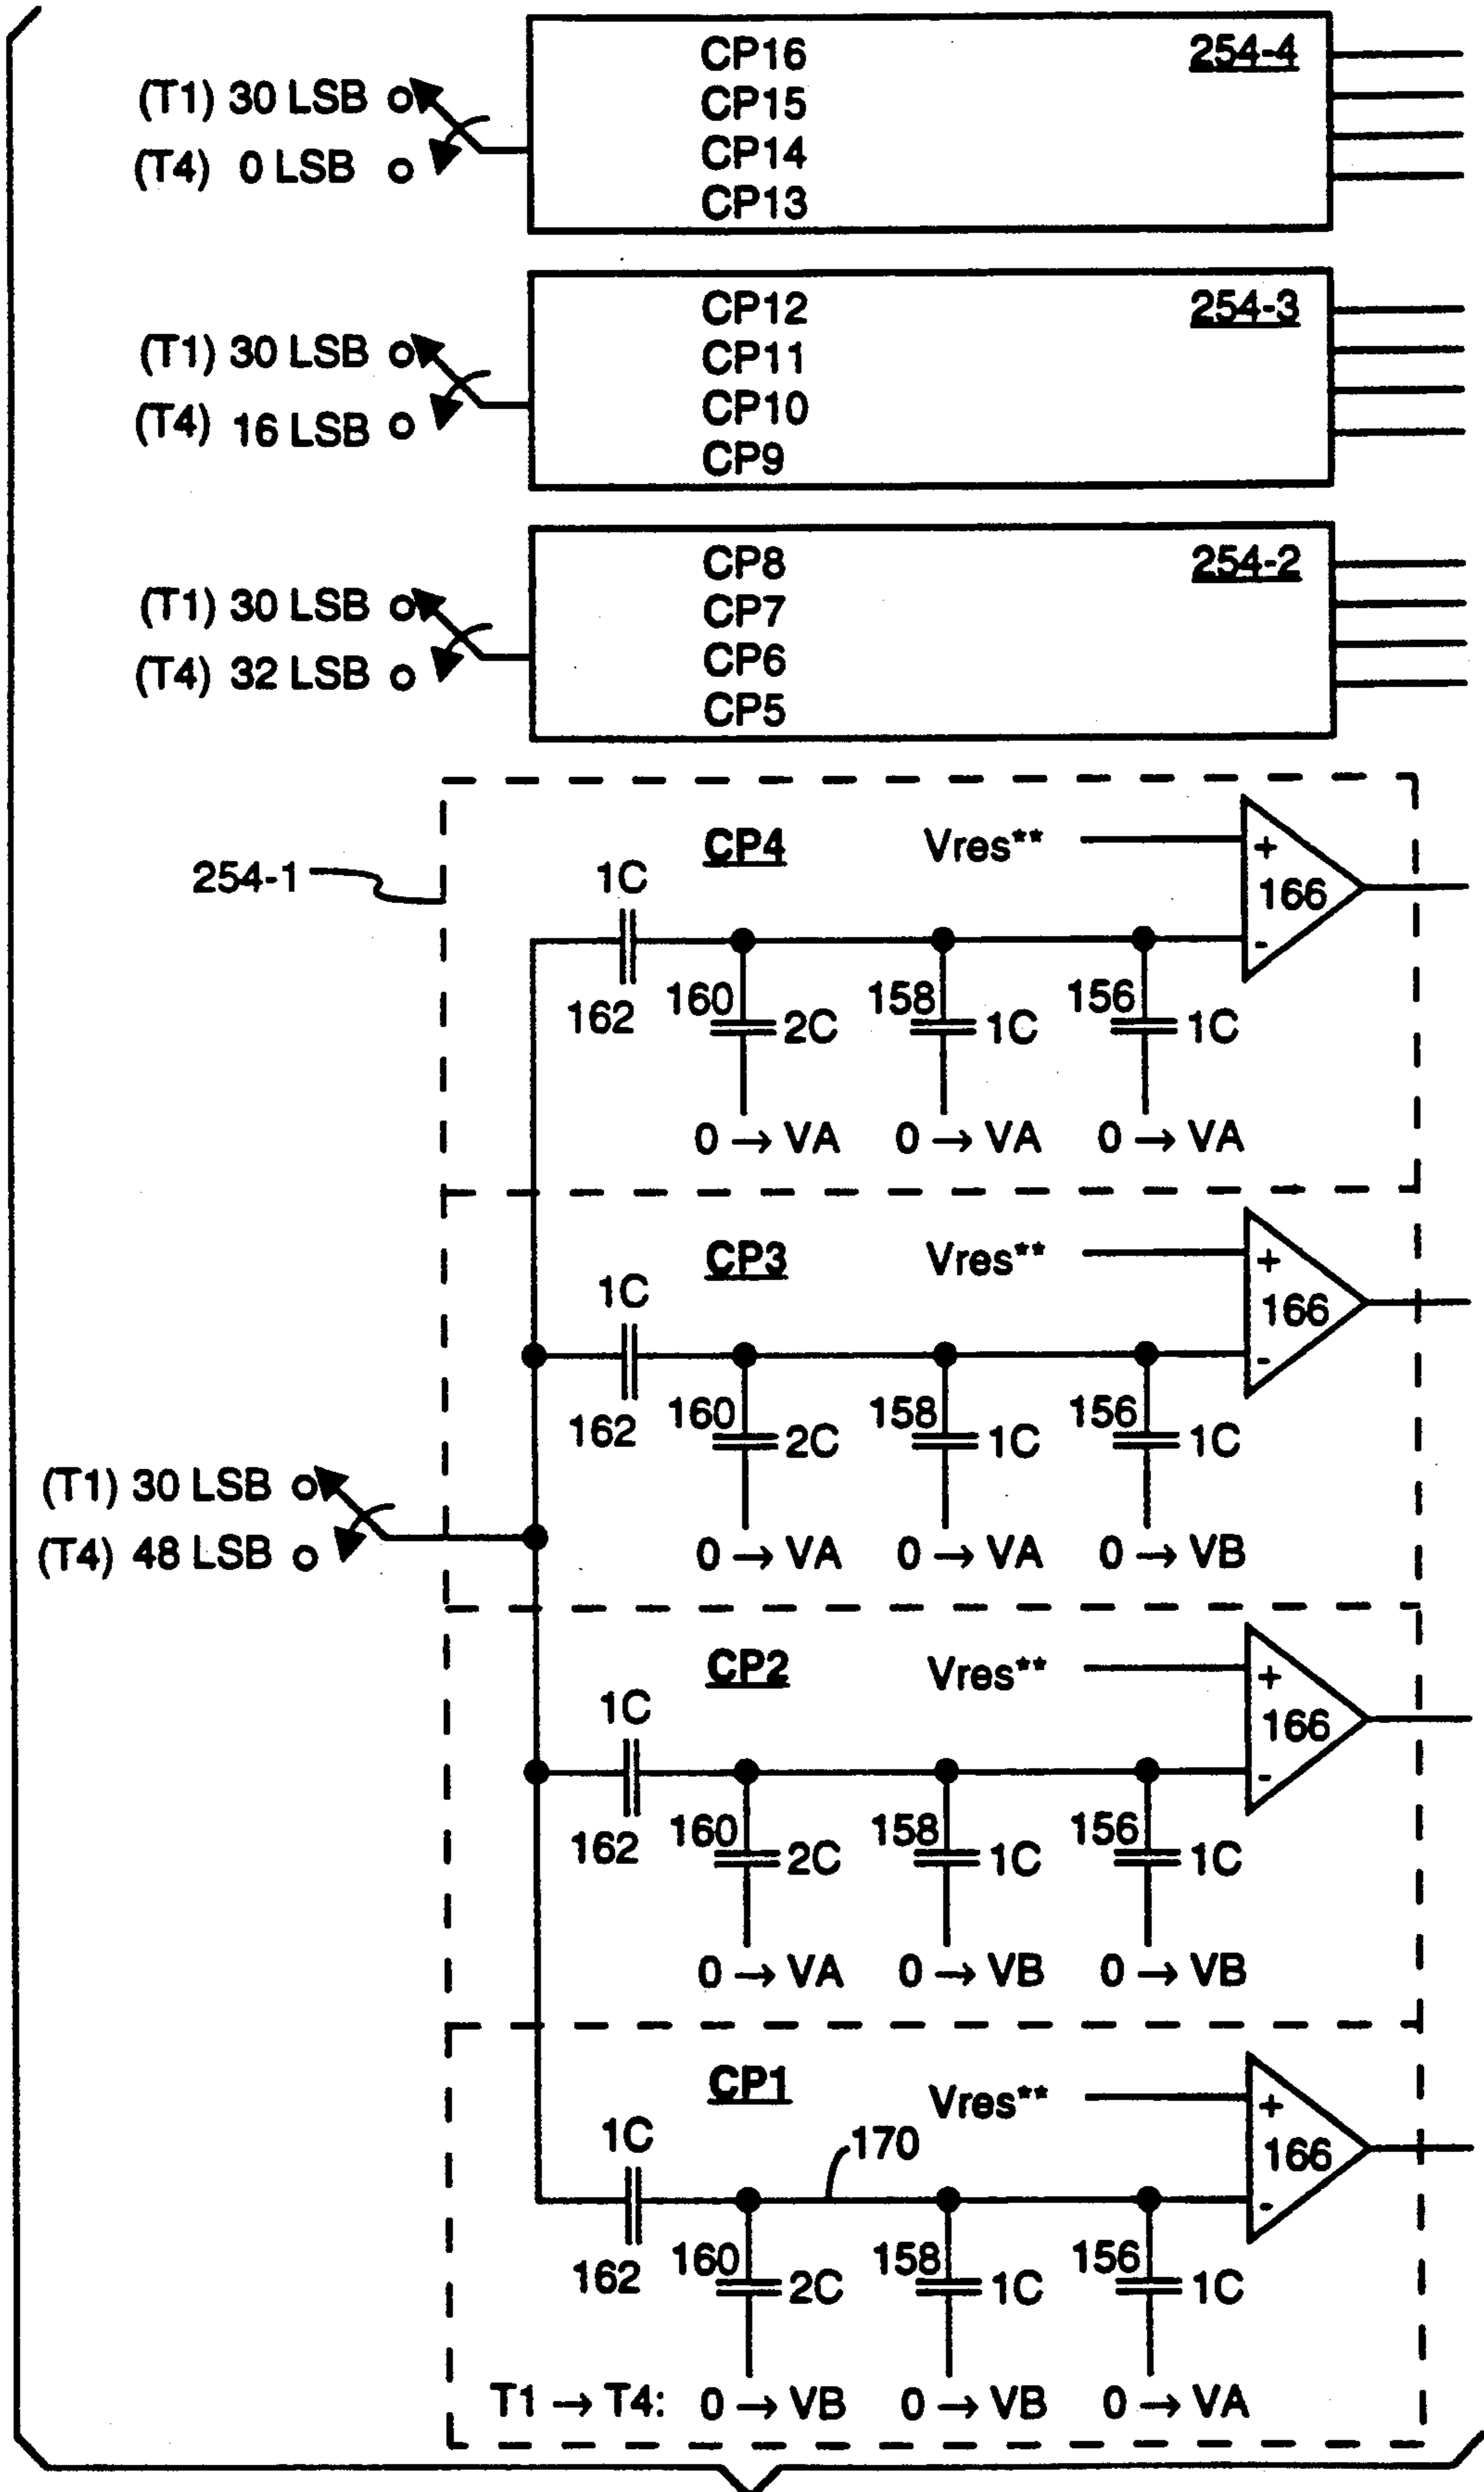 CP16 254-4
(T1) 30 LSB
CP15
CP14
(T4) 0 LSB
CP13
CP12 254-3
(T1) 30 LSB
CP11
CP10
(T4) 16 LSB
CP9
CP8 254-2
(T1) 30 LSB
CP7
CP6
(T4) 32 LSB
CP5
254-1
CP4 Vres** +
1C 166
-
162 160 2C 158 1C 156 1C
0 → VA 0 → VA 0 → VA
CP3 Vres** +
1C 166
-
162 160 2C 158 1C 156 1C
0 → VA 0 → VA 0 → VB
(T1) 30 LSB
(T4) 48 LSB
CP2 Vres** +
1C 166
-
162 160 2C 158 1C 156 1C
0 → VA 0 → VB 0 → VB
CP1 Vres** +
1C 170 166
-
162 160 2C 158 1C 156 1C
T1 → T4: 0 → VB 0 → VB 0 → VA